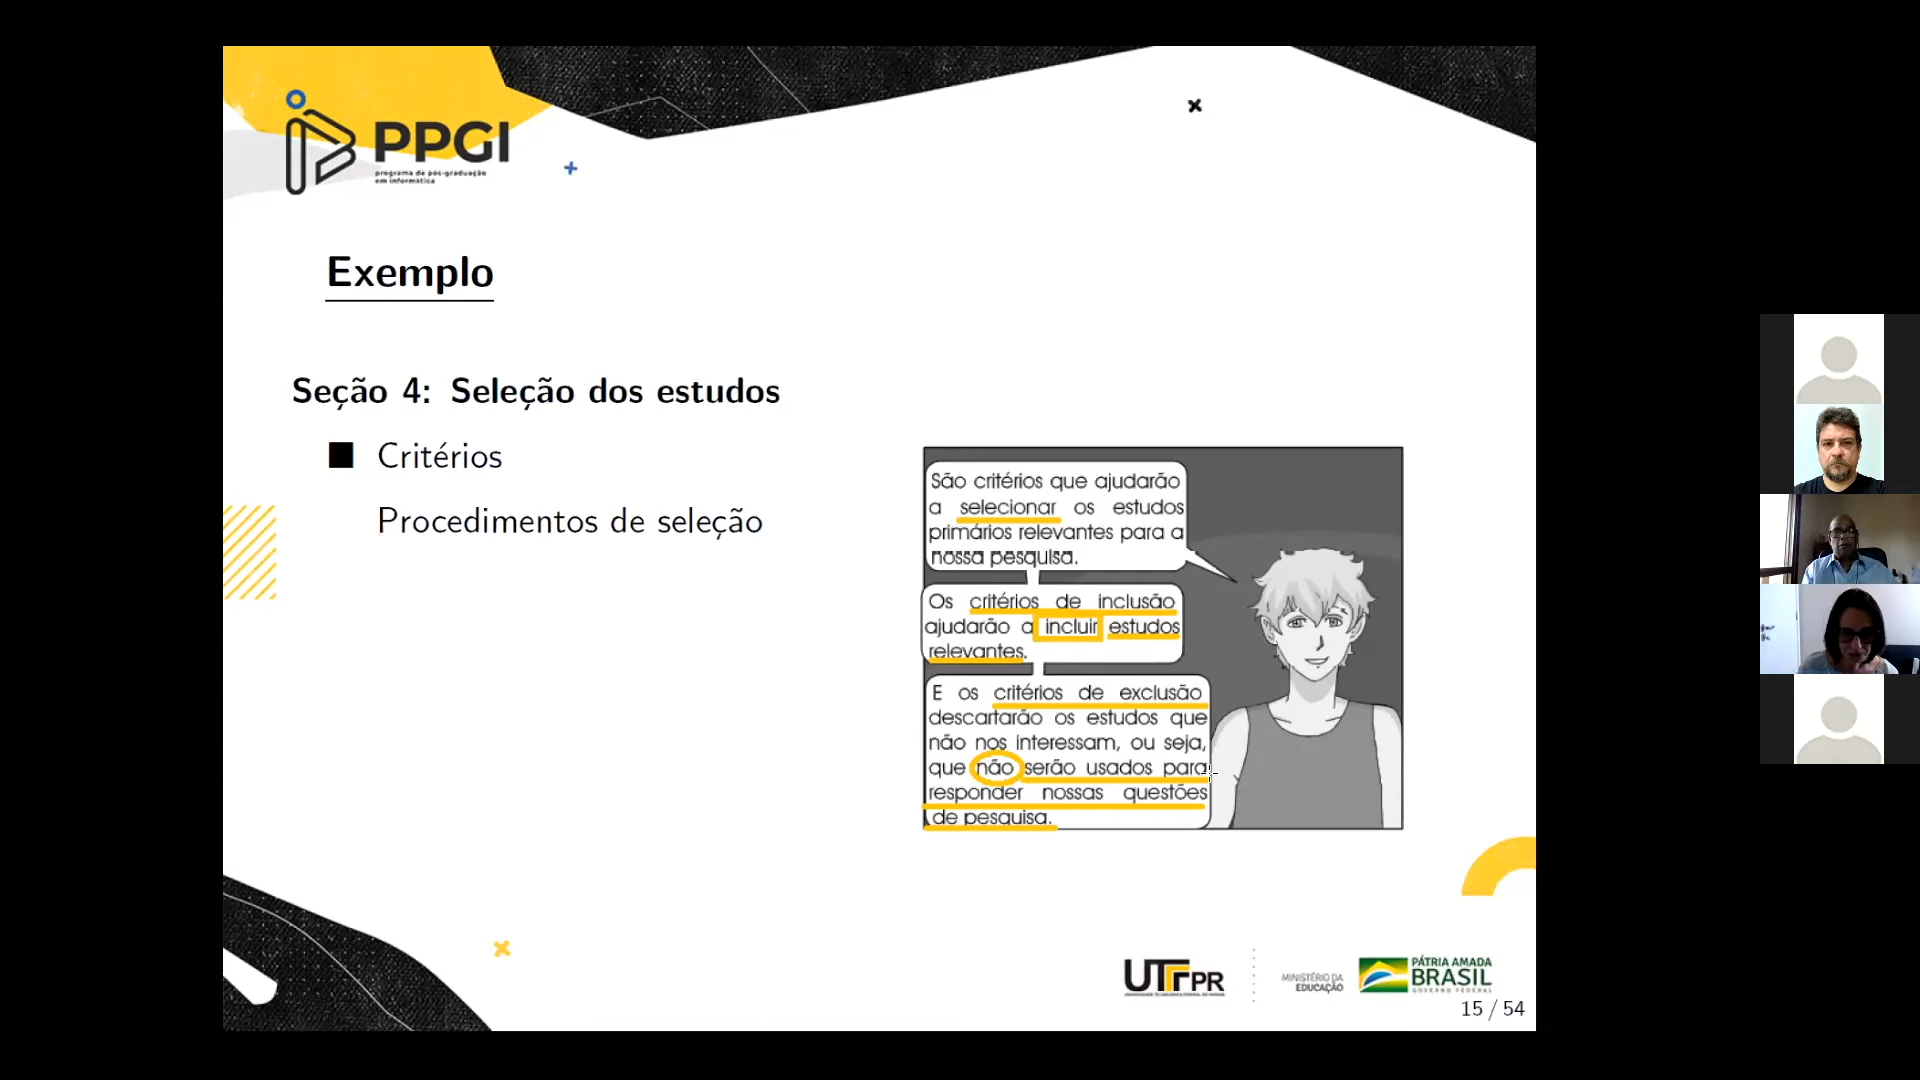 PPGI
programa de pós-graduação
em informática
Exemplo
Seção 4: Seleção dos estudos
Critérios
Procedimentos de seleção
São critérios que ajudarão
a selecionar os estudos
primários relevantes para a
nossa pesquisa.
Os critérios de inclusão
ajudarão a incluir estudos
relevantes.
E os critérios de exclusão
descartarão os estudos que
não nos interessam, ou seja,
que não serão usados para
responder nossas questões
de pesquisa.
UTFPR
MINISTÉRIO DA
EDUCAÇÃO
PÁTRIA AMADA
BRASIL
GOVERNO FEDERAL
15 / 54